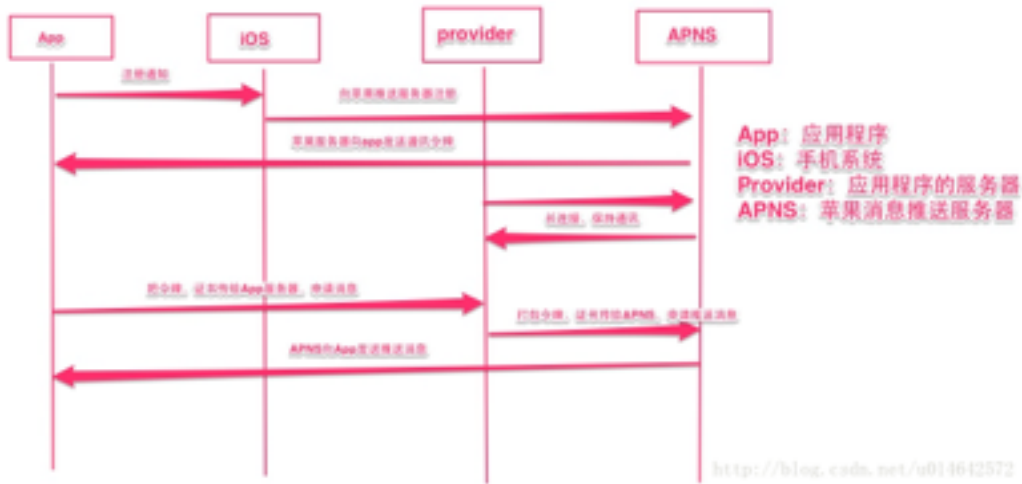 App
iOS
provider
APNS
注册通知
向苹果推送服务器注册
苹果服务器向app发送通讯令牌
长连接，保持通讯
把令牌，证书传给App服务器，申请消息
打包令牌，证书传给APNS，申请推送消息
APNS向App发送推送消息
App：应用程序
iOS：手机系统
Provider：应用程序的服务器
APNS：苹果消息推送服务器
http://blog.csdn.net/u014642572